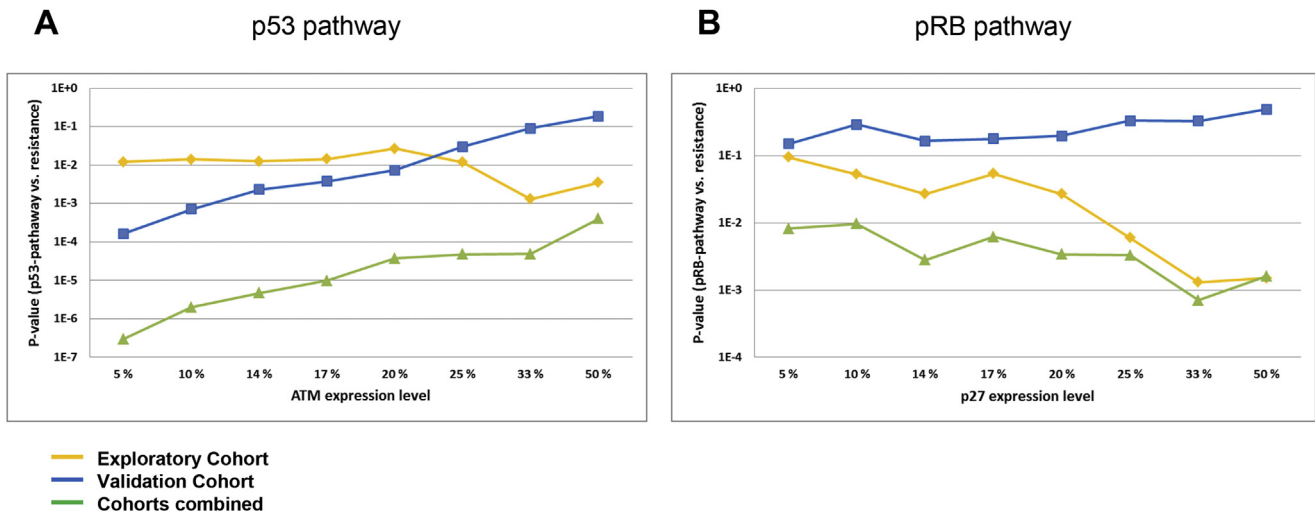 A
p53 pathway
P-value (p53-pathaway vs. resistance)
1E+0
1E-1
1E-2
1E-3
1E-4
1E-5
1E-6
1E-7
5 %
10 %
14 %
17 %
20 %
25 %
33 %
50 %
ATM expression level
B
pRB pathway
P-value (pRB-pathway vs. resistance)
1E+0
1E-1
1E-2
1E-3
1E-4
5 %
10 %
14 %
17 %
20 %
25 %
33 %
50 %
p27 expression level
Exploratory Cohort
Validation Cohort
Cohorts combined